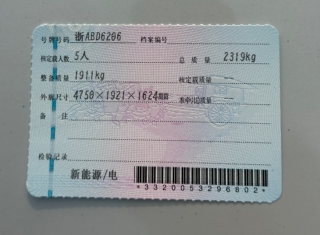 号牌号码 浙ABD6206 档案编号
核定载人数 5人 总质量 2319kg
整备质量 1911kg 核定载质量 --
外廓尺寸 4750×1921×1624mm 准牵引总质量 --
备注
检验记录
新能源/电
*3320053296802*